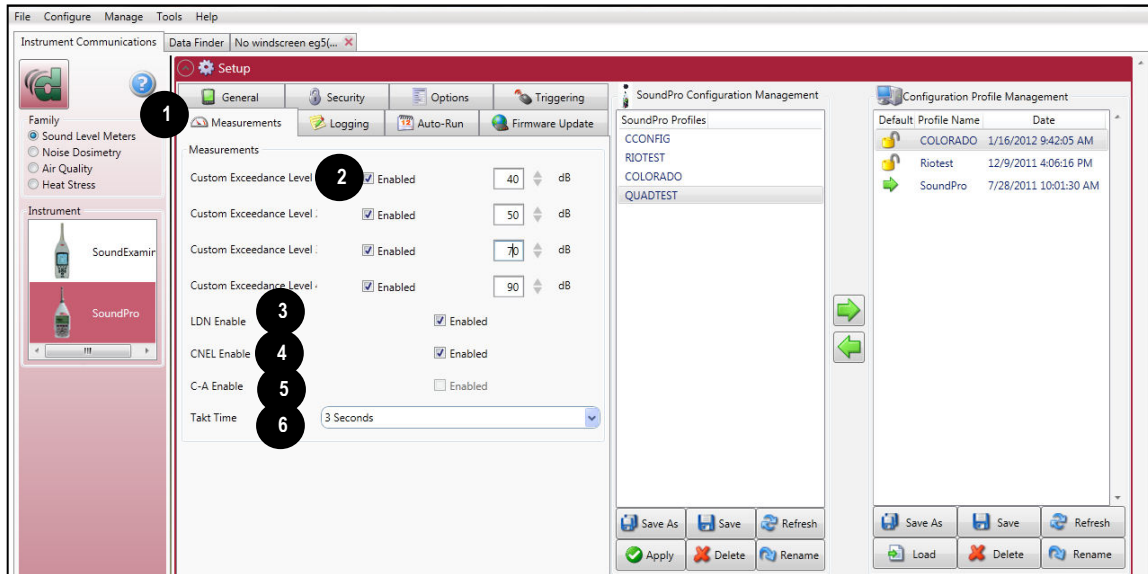 File Configure Manage Tools Help
Instrument Communications Data Finder No windscreen eg5(...
Setup
General Security Options Triggering
1 Measurements Logging 12 Auto-Run Firmware Update
Family
Sound Level Meters
Noise Dosimetry
Air Quality
Heat Stress
Instrument
SoundExamin
SoundPro
Measurements
Custom Exceedance Level 2 Enabled 40 dB
Custom Exceedance Level Enabled 50 dB
Custom Exceedance Level Enabled 70 dB
Custom Exceedance Level Enabled 90 dB
LDN Enable 3 Enabled
CNEL Enable 4 Enabled
C-A Enable 5 Enabled
Takt Time 6 3 Seconds
SoundPro Configuration Management
SoundPro Profiles
CCONFIG
RIOTEST
COLORADO
QUADTEST
Save As Save Refresh
Apply Delete Rename
Configuration Profile Management
Default Profile Name Date
COLORADO 1/16/2012 9:42:05 AM
Riotest 12/9/2011 4:06:16 PM
SoundPro 7/28/2011 10:01:30 AM
Save As Save Refresh
Load Delete Rename